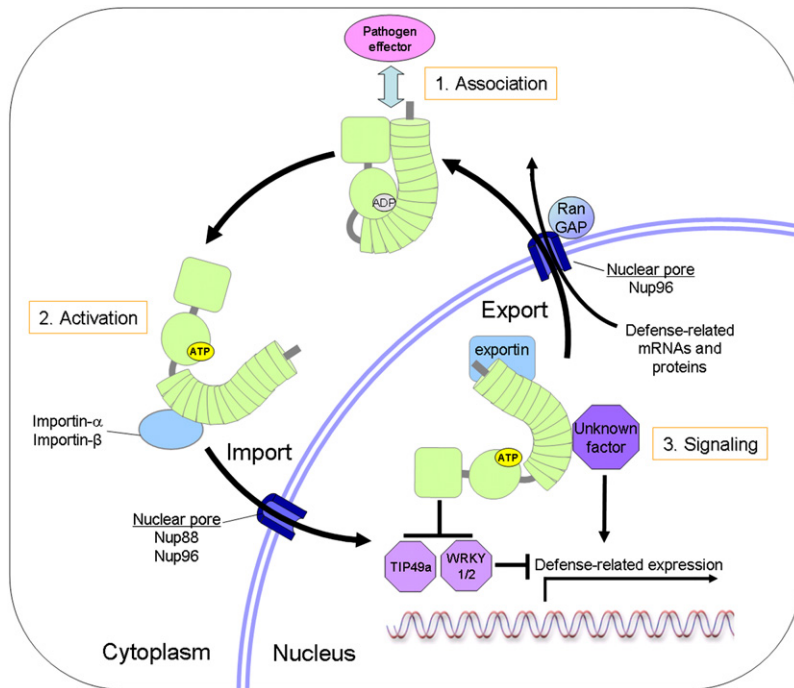 Pathogen
effector
1. Association
ADP
Ran
GAP
Nuclear pore
Nup96
Export
Defense-related
mRNAs and
proteins
2. Activation
ATP
Importin-α
Importin-β
Import
Nuclear pore
Nup88
Nup96
exportin
ATP
Unknown
factor
3. Signaling
TIP49a
WRKY
1/2
Defense-related expression
Cytoplasm
Nucleus